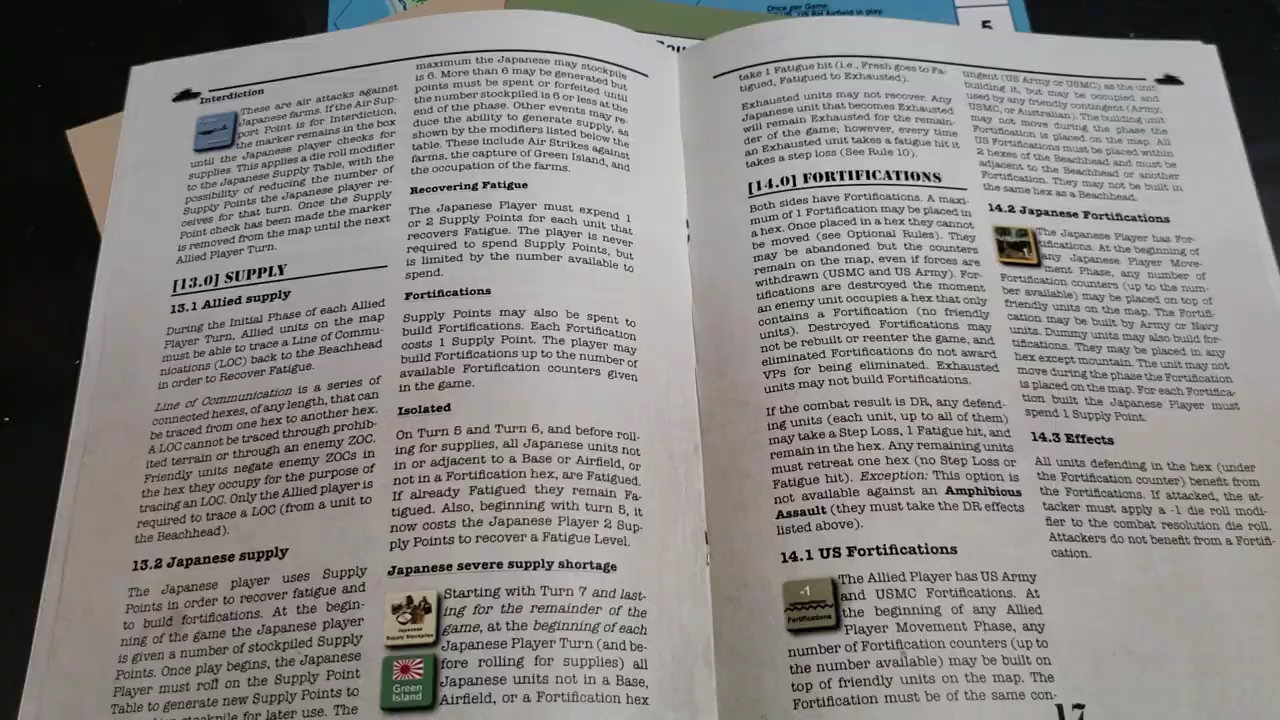 Once per Game
US BH Airfield in play.
5
Interdiction
These are air attacks against
Japanese farms. If the Air Sup-
port Point is for Interdiction,
the marker remains in the box
until the Japanese player checks for
supplies. This applies a die roll modifier
to the Japanese Supply Table, with the
possibility of reducing the number of
Supply Points the Japanese player re-
ceives for that turn. Once the Supply
Point check has been made the marker
is removed from the map until the next
Allied Player Turn.
[13.0] SUPPLY
13.1 Allied supply
During the Initial Phase of each Allied
Player Turn, Allied units on the map
must be able to trace a Line of Commu-
nications (LOC) back to the Beachhead
in order to Recover Fatigue.
Line of Communication is a series of
connected hexes, of any length, that can
be traced from one hex to another hex.
A LOC cannot be traced through prohib-
ited terrain or through an enemy ZOC.
Friendly units negate enemy ZOCs in
the hex they occupy for the purpose of
tracing an LOC. Only the Allied player is
required to trace a LOC (from a unit to
the Beachhead).
13.2 Japanese supply
The Japanese player uses Supply
Points in order to recover fatigue and
to build fortifications. At the begin-
ning of the game the Japanese player
is given a number of stockpiled Supply
Points. Once play begins, the Japanese
Player must roll on the Supply Point
Table to generate new Supply Points to
stockpile for later use. The
maximum the Japanese may stockpile
is 6. More than 6 may be generated but
points must be spent or forfeited until
the number stockpiled is 6 or less at the
end of the phase. Other events may re-
duce the ability to generate supply, as
shown by the modifiers listed below the
table. These include Air Strikes against
farms, the capture of Green Island, and
the occupation of the farms.
Recovering Fatigue
The Japanese Player must expend 1
or 2 Supply Points for each unit that
recovers Fatigue. The player is never
required to spend Supply Points, but
is limited by the number available to
spend.
Fortifications
Supply Points may also be spent to
build Fortifications. Each Fortification
costs 1 Supply Point. The player may
build Fortifications up to the number of
available Fortification counters given
in the game.
Isolated
On Turn 5 and Turn 6, and before roll-
ing for supplies, all Japanese units not
in or adjacent to a Base or Airfield, or
not in a Fortification hex, are Fatigued.
If already Fatigued they remain Fa-
tigued. Also, beginning with turn 5, it
now costs the Japanese Player 2 Sup-
ply Points to recover a Fatigue Level.
Japanese severe supply shortage
Japanese
Supply Stockpile
Green
Island
Starting with Turn 7 and last-
ing for the remainder of the
game, at the beginning of each
Japanese Player Turn (and be-
fore rolling for supplies) all
Japanese units not in a Base,
Airfield, or a Fortification hex
take 1 Fatigue hit (i.e., Fresh goes to Fa-
tigued, Fatigued to Exhausted).
Exhausted units may not recover. Any
Japanese unit that becomes Exhausted
will remain Exhausted for the remain-
der of the game; however, every time
an Exhausted unit takes a fatigue hit it
takes a step loss (See Rule 10).
[14.0] FORTIFICATIONS
Both sides have Fortifications. A maxi-
mum of 1 Fortification may be placed in
a hex. Once placed in a hex they cannot
be moved (see Optional Rules). They
may be abandoned but the counters
remain on the map, even if forces are
withdrawn (USMC and US Army). For-
tifications are destroyed the moment
an enemy unit occupies a hex that only
contains a Fortification (no friendly
units). Destroyed Fortifications may
not be rebuilt or reenter the game, and
eliminated Fortifications do not award
VPs for being eliminated. Exhausted
units may not build Fortifications.
If the combat result is DR, any defend-
ing units (each unit, up to all of them)
may take a Step Loss, 1 Fatigue hit, and
remain in the hex. Any remaining units
must retreat one hex (no Step Loss or
Fatigue hit). Exception: This option is
not available against an Amphibious
Assault (they must take the DR effects
listed above).
14.1 US Fortifications
-1
Fortifications
The Allied Player has US Army
and USMC Fortifications. At
the beginning of any Allied
Player Movement Phase, any
number of Fortification counters (up to
the number available) may be built on
top of friendly units on the map. The
Fortification must be of the same con-
tingent (US Army or USMC) as the unit
building it, but may be occupied and
used by any friendly contingent (Army,
USMC, or Australian). The building unit
may not move during the phase the
Fortification is placed on the map. All
US Fortifications must be placed within
2 hexes of the Beachhead and must be
adjacent to the Beachhead or another
Fortification. They may not be built in
the same hex as a Beachhead.
14.2 Japanese Fortifications
The Japanese Player has For-
tifications. At the beginning of
any Japanese Player Move-
ment Phase, any number of
Fortification counters (up to the num-
ber available) may be placed on top of
friendly units on the map. The Fortifi-
cation may be built by Army or Navy
units. Dummy units may also build for-
tifications. They may be placed in any
hex except mountain. The unit may not
move during the phase the Fortification
is placed on the map. For each Fortifica-
tion built the Japanese Player must
spend 1 Supply Point.
14.3 Effects
All units defending in the hex (under
the Fortification counter) benefit from
the Fortifications. If attacked, the at-
tacker must apply a -1 die roll modi-
fier to the combat resolution die roll.
Attackers do not benefit from a Fortifi-
cation.
17